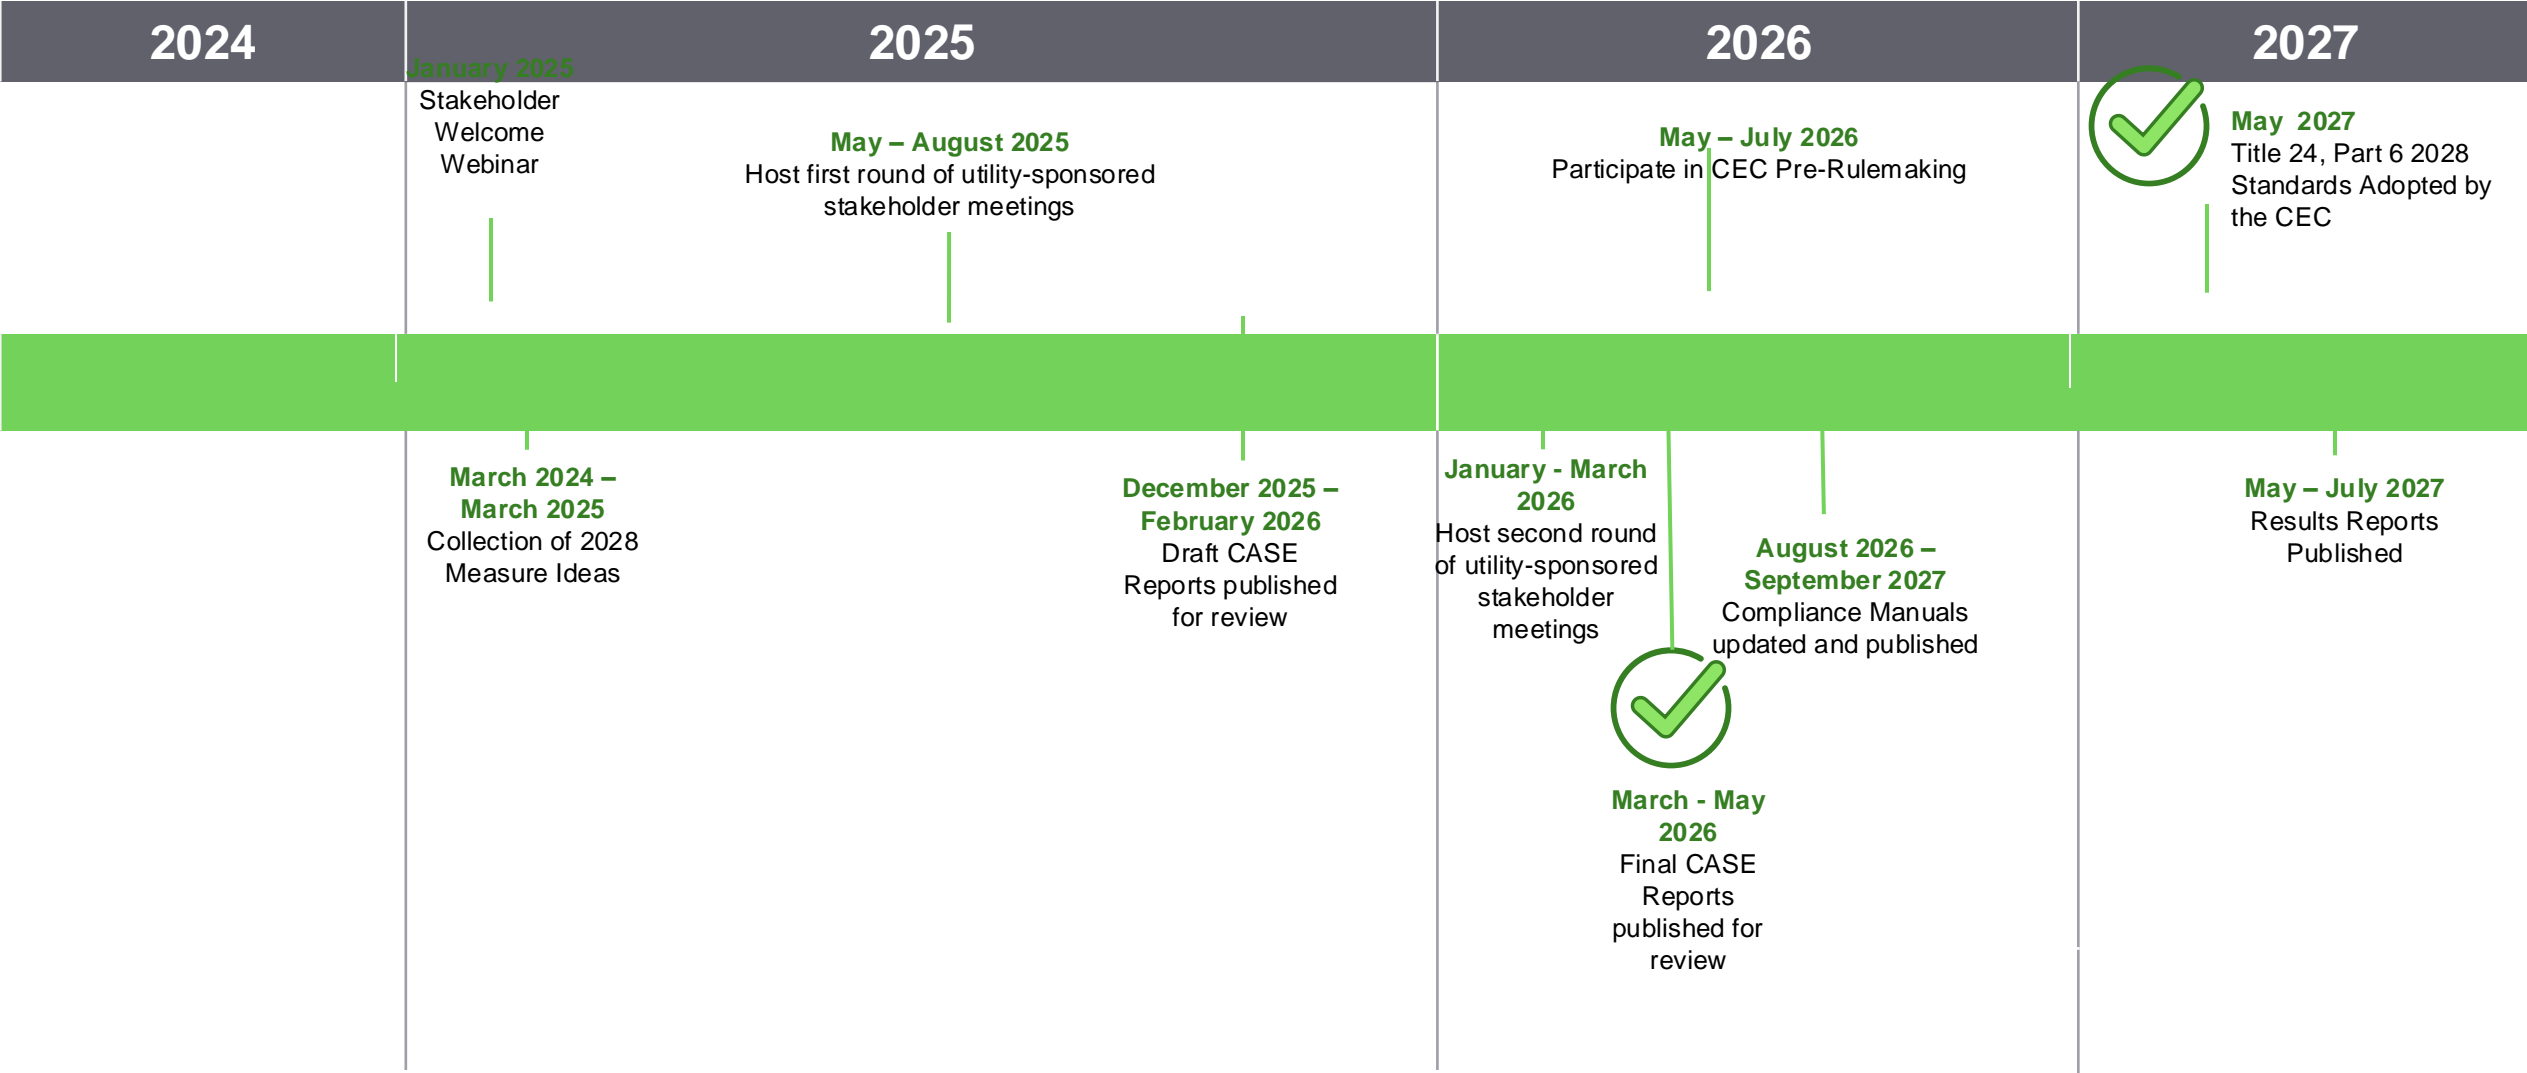 2024
2025
2026
2027
January 2025
Stakeholder
Welcome
Webinar
May – August 2025
Host first round of utility-sponsored
stakeholder meetings
May – July 2026
Participate in CEC Pre-Rulemaking
May  2027
Title 24, Part 6 2028
Standards Adopted by
the CEC
March 2024 –
March 2025
Collection of 2028
Measure Ideas
December 2025 –
February 2026
Draft CASE
Reports published
for review
January - March
2026
Host second round
of utility-sponsored
stakeholder
meetings
March - May
2026
Final CASE
Reports
published for
review
August 2026 –
September 2027
Compliance Manuals
updated and published
May – July 2027
Results Reports
Published